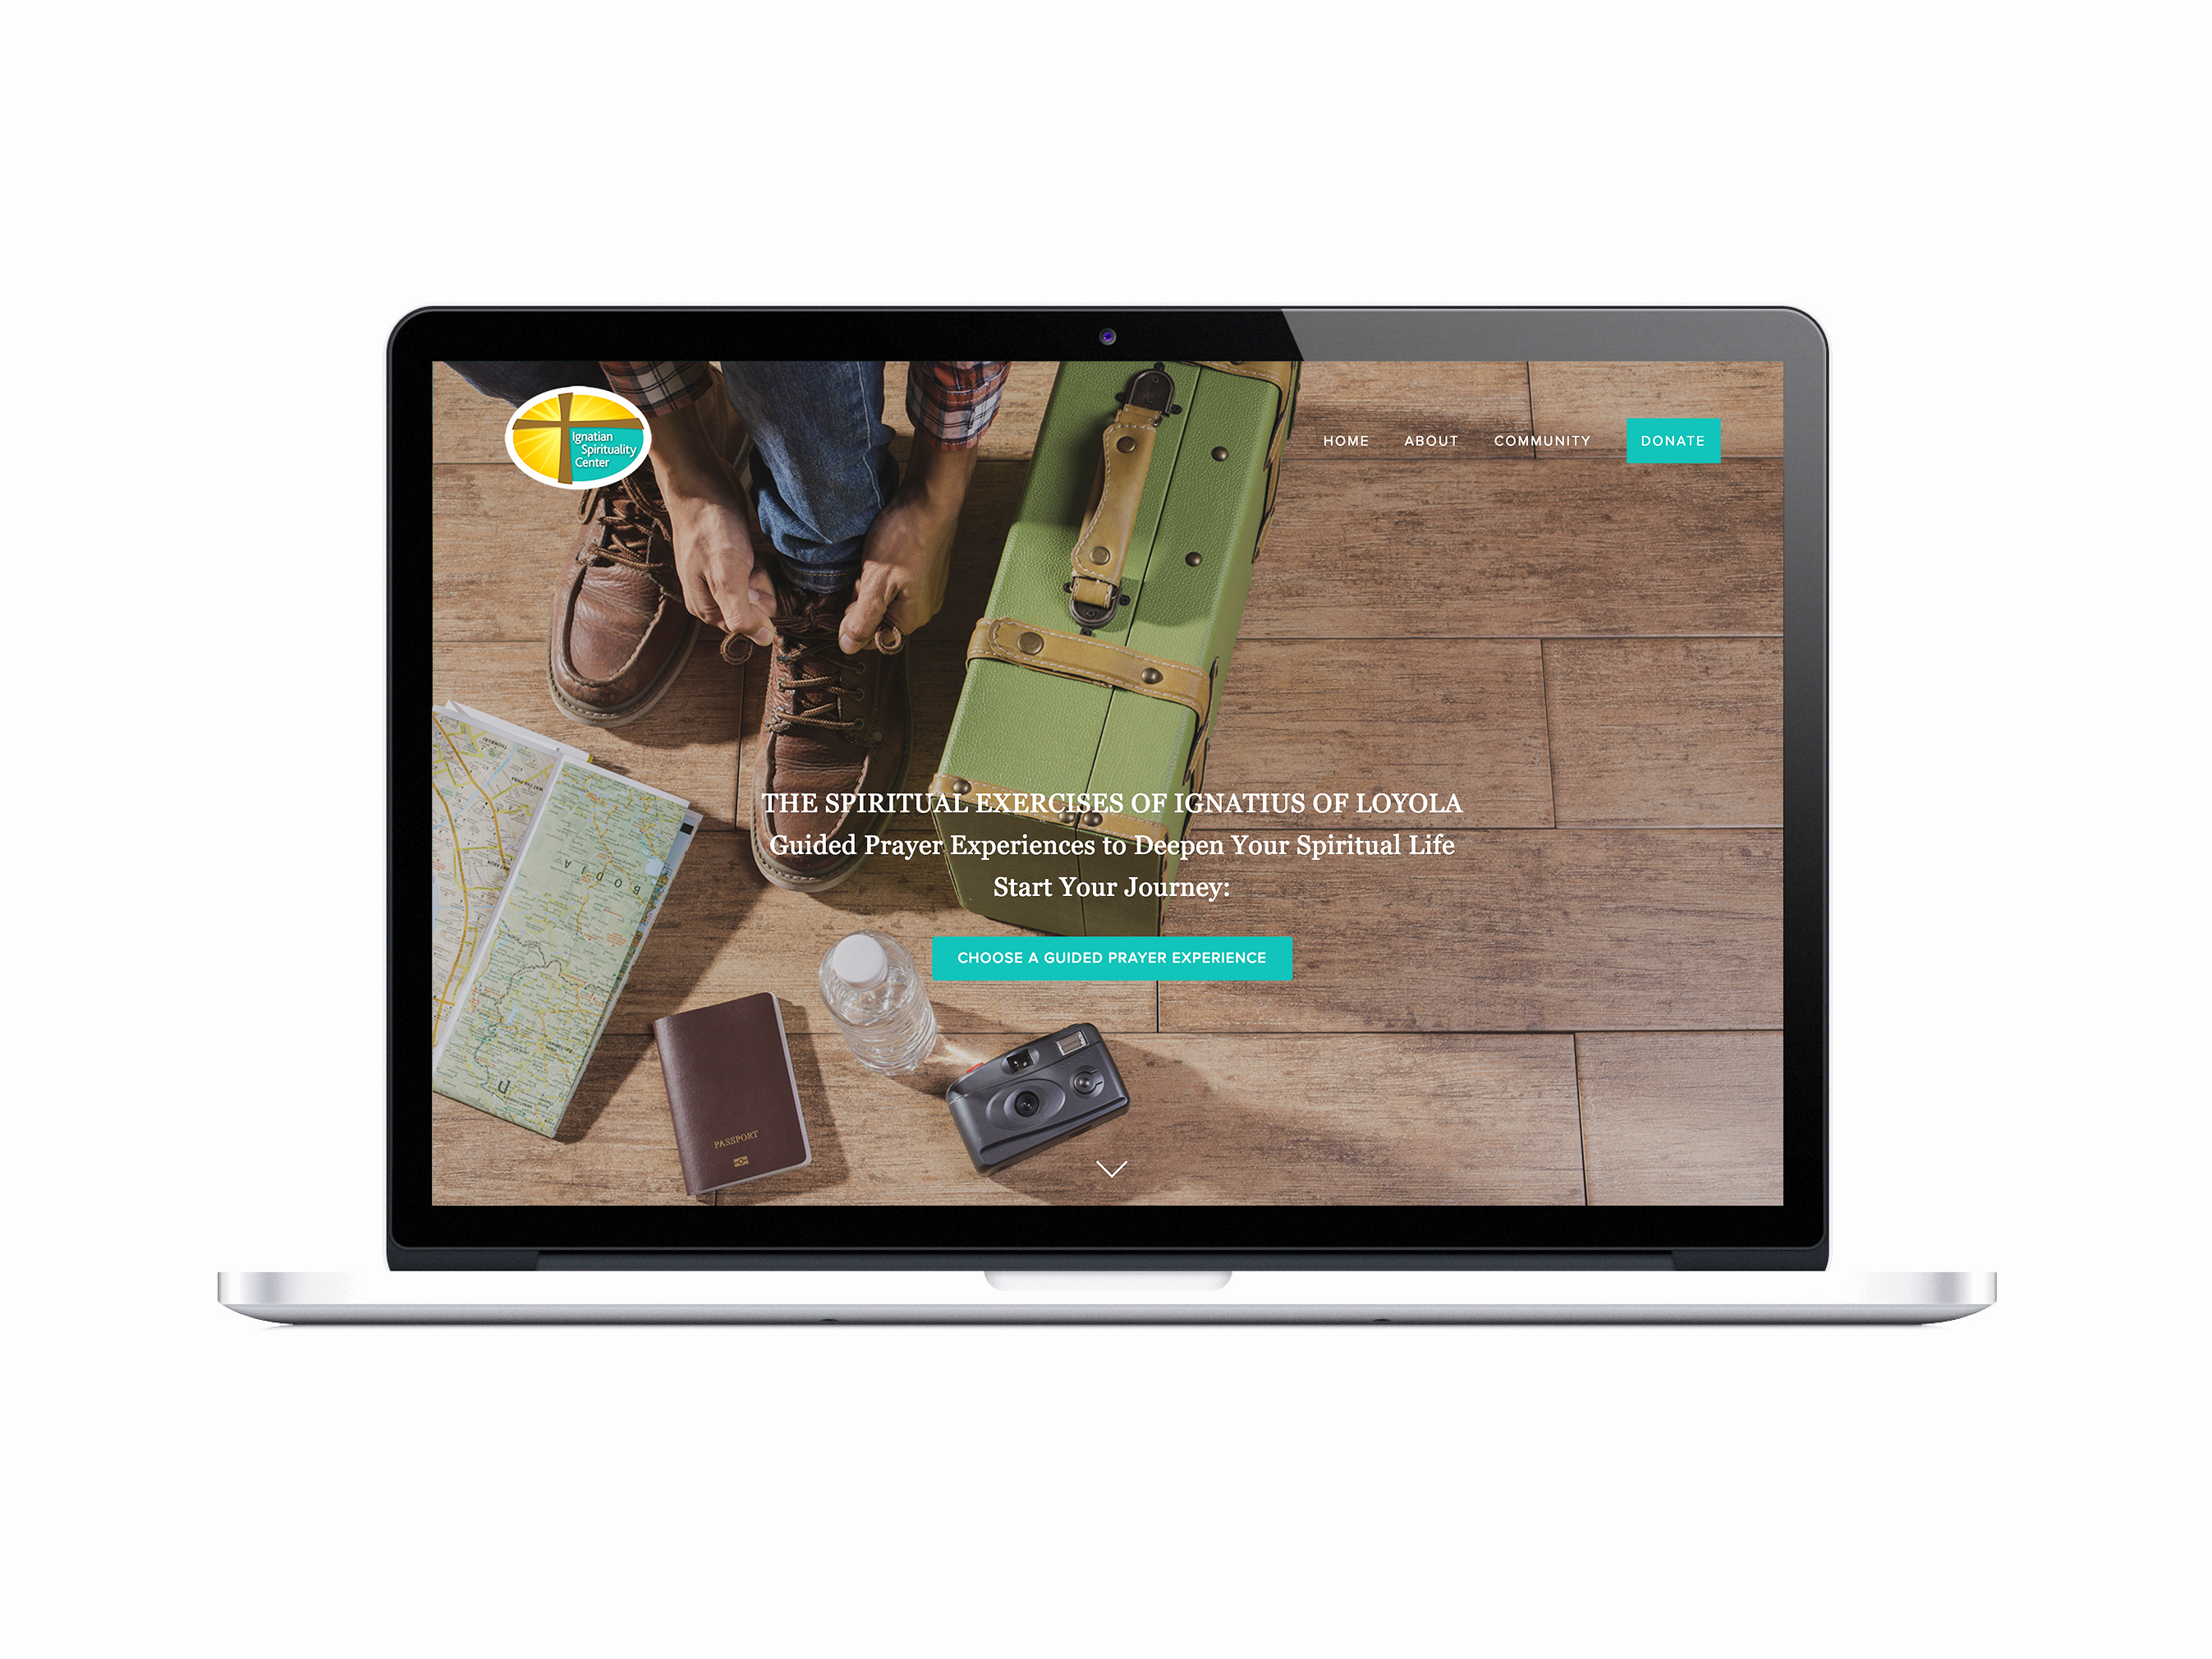 Ignatian
Spirituality
Center
HOME ABOUT COMMUNITY DONATE
THE SPIRITUAL EXERCISES OF IGNATIUS OF LOYOLA
Guided Prayer Experiences to Deepen Your Spiritual Life
Start Your Journey:
CHOOSE A GUIDED PRAYER EXPERIENCE
PASSPORT